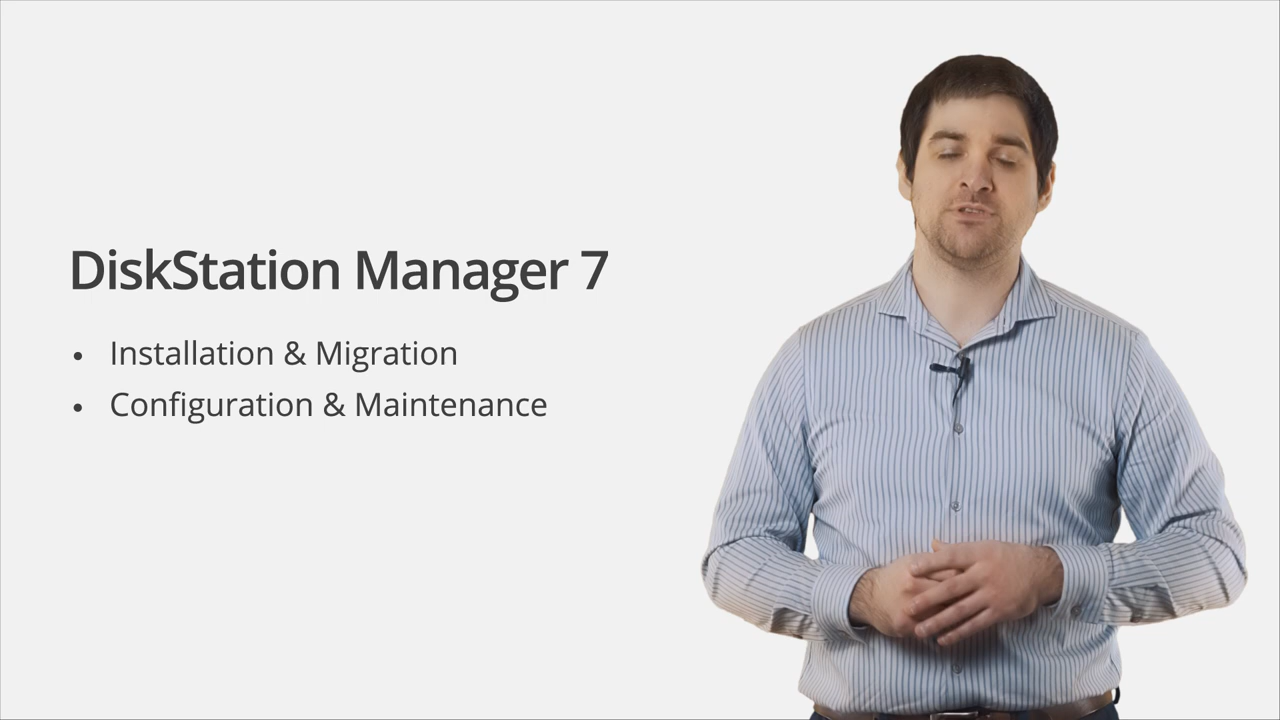 DiskStation Manager 7
• Installation & Migration
• Configuration & Maintenance